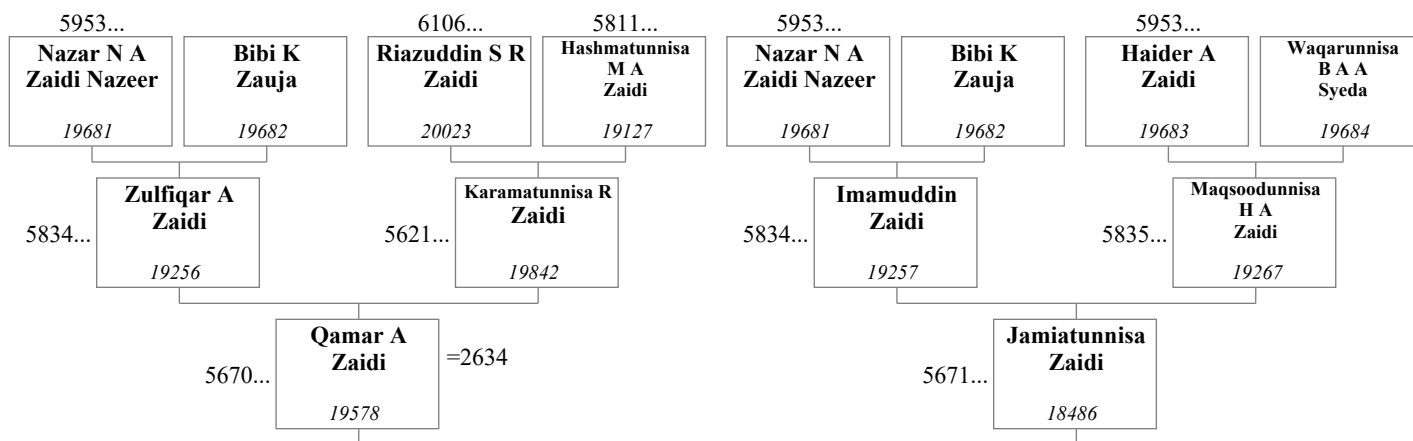 5953...
6106...
5811...
5953...
5953...
Nazar N A
Zaidi Nazeer
19681
Bibi K
Zauja
19682
Riazuddin S R
Zaidi
20023
Hashmatunnisa
M A
Zaidi
19127
Nazar N A
Zaidi Nazeer
19681
Bibi K
Zauja
19682
Haider A
Zaidi
19683
Waqarunnisa
B A A
Syeda
19684
5834...
Zulfiqar A
Zaidi
19256
5621...
Karamatunnisa R
Zaidi
19842
5834...
Imamuddin
Zaidi
19257
5835...
Maqsoodunnisa
H A
Zaidi
19267
5670...
Qamar A
Zaidi
19578
=2634
5671...
Jamiatunnisa
Zaidi
18486